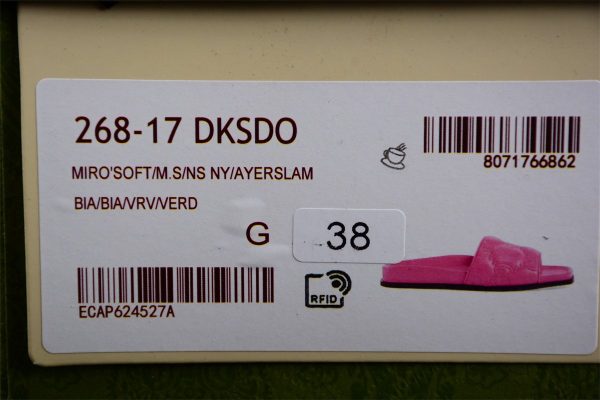 268-17 DKSDO
8071766862
MIRO'SOFT/M.S/NS NY/AYERSLAM
BIA/BIA/VRV/VERD
G 38
ECAP624527A
RFID